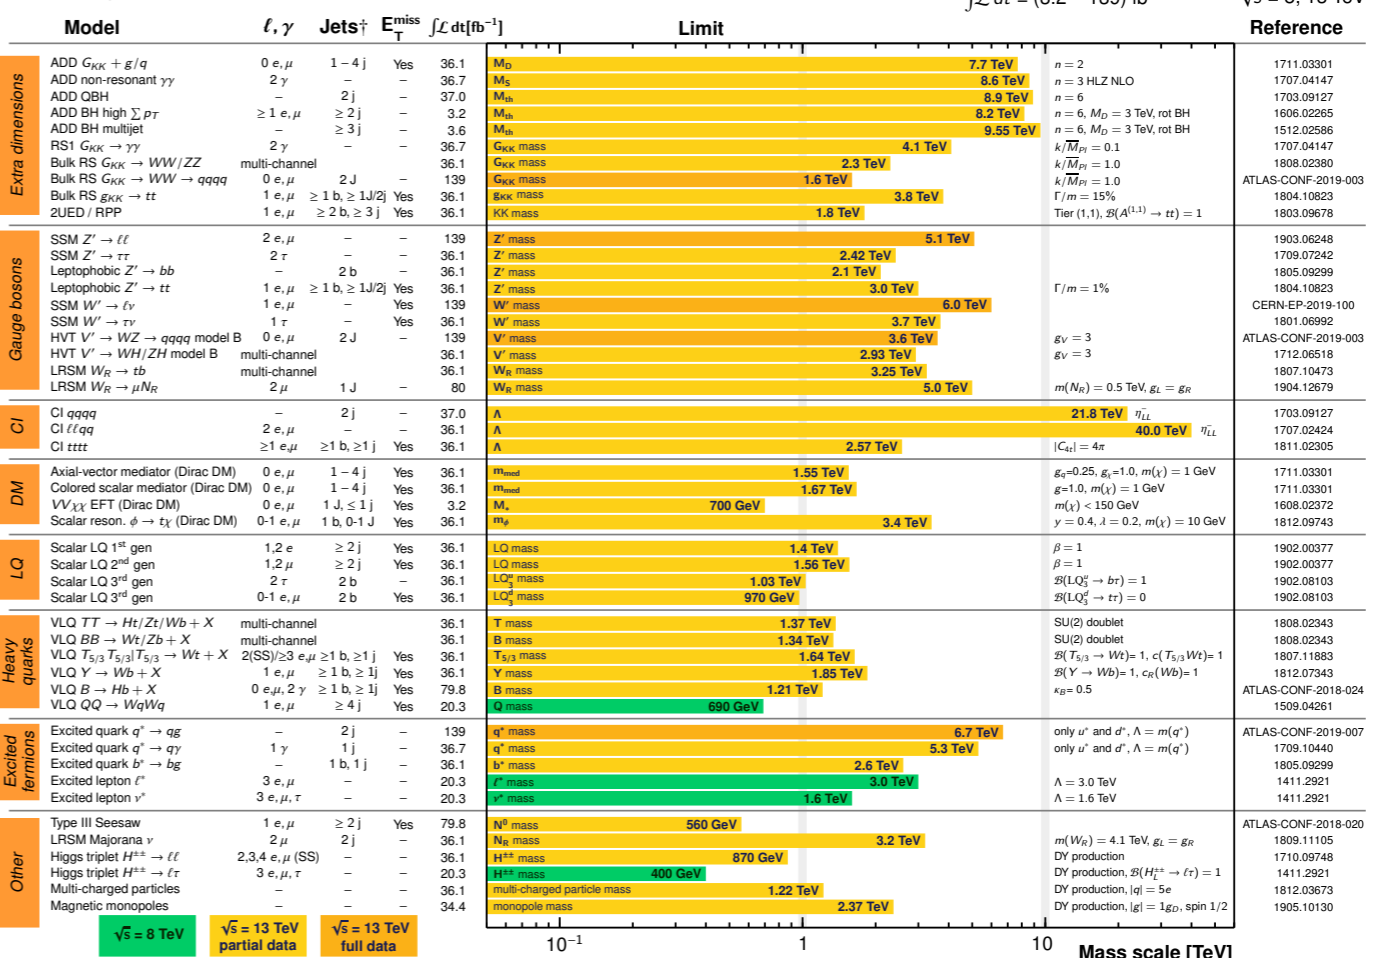 ∫ℒ dt = (3.2 – 139) fb⁻¹ √s = 8, 13 TeV
Model ℓ, γ Jets† E_T^miss ∫ℒ dt[fb⁻¹] Limit Reference
Extra dimensions
ADD G_KK + g/q 0 e, μ 1 − 4 j Yes 36.1 M_D 7.7 TeV n = 2 1711.03301
ADD non-resonant γγ 2 γ – – 36.7 M_S 8.6 TeV n = 3 HLZ NLO 1707.04147
ADD QBH – 2 j – 37.0 M_th 8.9 TeV n = 6 1703.09127
ADD BH high ∑ p_T ≥ 1 e, μ ≥ 2 j – 3.2 M_th 8.2 TeV n = 6, M_D = 3 TeV, rot BH 1606.02265
ADD BH multijet – ≥ 3 j – 3.6 M_th 9.55 TeV n = 6, M_D = 3 TeV, rot BH 1512.02586
RS1 G_KK → γγ 2 γ – – 36.7 G_KK mass 4.1 TeV k/M̅_Pl = 0.1 1707.04147
Bulk RS G_KK → WW/ZZ multi-channel 36.1 G_KK mass 2.3 TeV k/M̅_Pl = 1.0 1808.02380
Bulk RS G_KK → WW → qqqq 0 e, μ 2 J – 139 G_KK mass 1.6 TeV k/M̅_Pl = 1.0 ATLAS-CONF-2019-003
Bulk RS g_KK → tt 1 e, μ ≥ 1 b, ≥ 1J/2j Yes 36.1 g_KK mass 3.8 TeV Γ/m = 15% 1804.10823
2UED / RPP 1 e, μ ≥ 2 b, ≥ 3 j Yes 36.1 KK mass 1.8 TeV Tier (1,1), ℬ(A^(1,1) → tt) = 1 1803.09678
Gauge bosons
SSM Z′ → ℓℓ 2 e, μ – – 139 Z′ mass 5.1 TeV 1903.06248
SSM Z′ → ττ 2 τ – – 36.1 Z′ mass 2.42 TeV 1709.07242
Leptophobic Z′ → bb – 2 b – 36.1 Z′ mass 2.1 TeV 1805.09299
Leptophobic Z′ → tt 1 e, μ ≥ 1 b, ≥ 1J/2j Yes 36.1 Z′ mass 3.0 TeV Γ/m = 1% 1804.10823
SSM W′ → ℓν 1 e, μ – Yes 139 W′ mass 6.0 TeV CERN-EP-2019-100
SSM W′ → τν 1 τ – Yes 36.1 W′ mass 3.7 TeV 1801.06992
HVT V′ → WZ → qqqq model B 0 e, μ 2 J – 139 V′ mass 3.6 TeV g_V = 3 ATLAS-CONF-2019-003
HVT V′ → WH/ZH model B multi-channel 36.1 V′ mass 2.93 TeV g_V = 3 1712.06518
LRSM W_R → tb multi-channel 36.1 W_R mass 3.25 TeV 1807.10473
LRSM W_R → μN_R 2 μ 1 J – 80 W_R mass 5.0 TeV m(N_R) = 0.5 TeV, g_L = g_R 1904.12679
CI
CI qqqq – 2 j – 37.0 Λ 21.8 TeV η⁻_LL 1703.09127
CI ℓℓqq 2 e, μ – – 36.1 Λ 40.0 TeV η⁻_LL 1707.02424
CI tttt ≥1 e,μ ≥1 b, ≥1 j Yes 36.1 Λ 2.57 TeV |C_4t| = 4π 1811.02305
DM
Axial-vector mediator (Dirac DM) 0 e, μ 1 − 4 j Yes 36.1 m_med 1.55 TeV g_q=0.25, g_χ=1.0, m(χ) = 1 GeV 1711.03301
Colored scalar mediator (Dirac DM) 0 e, μ 1 − 4 j Yes 36.1 m_med 1.67 TeV g=1.0, m(χ) = 1 GeV 1711.03301
VVχχ EFT (Dirac DM) 0 e, μ 1 J, ≤ 1 j Yes 3.2 M_* 700 GeV m(χ) < 150 GeV 1608.02372
Scalar reson. φ → tχ (Dirac DM) 0-1 e, μ 1 b, 0-1 J Yes 36.1 m_φ 3.4 TeV y = 0.4, λ = 0.2, m(χ) = 10 GeV 1812.09743
LQ
Scalar LQ 1ˢᵗ gen 1,2 e ≥ 2 j Yes 36.1 LQ mass 1.4 TeV β = 1 1902.00377
Scalar LQ 2ⁿᵈ gen 1,2 μ ≥ 2 j Yes 36.1 LQ mass 1.56 TeV β = 1 1902.00377
Scalar LQ 3ʳᵈ gen 2 τ 2 b – 36.1 LQ₃ᵘ mass 1.03 TeV ℬ(LQ₃ᵘ → bτ) = 1 1902.08103
Scalar LQ 3ʳᵈ gen 0-1 e, μ 2 b Yes 36.1 LQ₃ᵈ mass 970 GeV ℬ(LQ₃ᵈ → tτ) = 0 1902.08103
Heavy quarks
VLQ TT → Ht/Zt/Wb + X multi-channel 36.1 T mass 1.37 TeV SU(2) doublet 1808.02343
VLQ BB → Wt/Zb + X multi-channel 36.1 B mass 1.34 TeV SU(2) doublet 1808.02343
VLQ T_5/3 T_5/3|T_5/3 → Wt + X 2(SS)/≥3 e,μ ≥1 b, ≥1 j Yes 36.1 T_5/3 mass 1.64 TeV ℬ(T_5/3 → Wt)= 1, c(T_5/3Wt)= 1 1807.11883
VLQ Y → Wb + X 1 e, μ ≥ 1 b, ≥ 1j Yes 36.1 Y mass 1.85 TeV ℬ(Y → Wb)= 1, c_R(Wb)= 1 1812.07343
VLQ B → Hb + X 0 e,μ, 2 γ ≥ 1 b, ≥ 1j Yes 79.8 B mass 1.21 TeV κ_B= 0.5 ATLAS-CONF-2018-024
VLQ QQ → WqWq 1 e, μ ≥ 4 j Yes 20.3 Q mass 690 GeV 1509.04261
Excited fermions
Excited quark q* → qg – 2 j – 139 q* mass 6.7 TeV only u* and d*, Λ = m(q*) ATLAS-CONF-2019-007
Excited quark q* → qγ 1 γ 1 j – 36.7 q* mass 5.3 TeV only u* and d*, Λ = m(q*) 1709.10440
Excited quark b* → bg – 1 b, 1 j – 36.1 b* mass 2.6 TeV 1805.09299
Excited lepton ℓ* 3 e, μ – – 20.3 ℓ* mass 3.0 TeV Λ = 3.0 TeV 1411.2921
Excited lepton ν* 3 e, μ, τ – – 20.3 ν* mass 1.6 TeV Λ = 1.6 TeV 1411.2921
Other
Type III Seesaw 1 e, μ ≥ 2 j Yes 79.8 N⁰ mass 560 GeV ATLAS-CONF-2018-020
LRSM Majorana ν 2 μ 2 j – 36.1 N_R mass 3.2 TeV m(W_R) = 4.1 TeV, g_L = g_R 1809.11105
Higgs triplet H±± → ℓℓ 2,3,4 e, μ (SS) – – 36.1 H±± mass 870 GeV DY production 1710.09748
Higgs triplet H±± → ℓτ 3 e, μ, τ – – 20.3 H±± mass 400 GeV DY production, ℬ(H_L±± → ℓτ) = 1 1411.2921
Multi-charged particles – – – 36.1 multi-charged particle mass 1.22 TeV DY production, |q| = 5e 1812.03673
Magnetic monopoles – – – 34.4 monopole mass 2.37 TeV DY production, |g| = 1g_D, spin 1/2 1905.10130
√s = 8 TeV
√s = 13 TeV partial data
√s = 13 TeV full data
10⁻¹ 1 10
Mass scale [TeV]